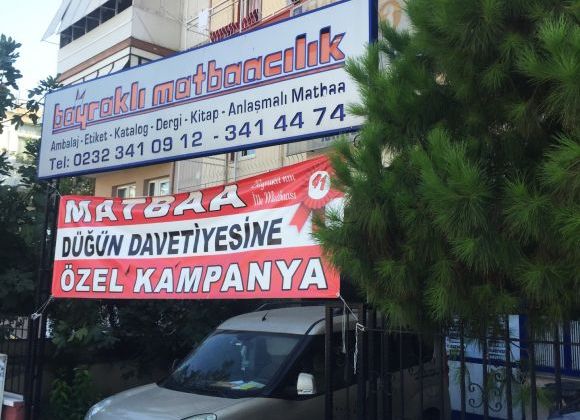 bayraklı matbaacılık
Ambalaj - Etiket - Katalog - Dergi - Kitap - Anlaşmalı Matbaa
Tel: 0232 341 09 12 - 341 44 74
MATBAA
DÜĞÜN DAVETİYESİNE
ÖZEL KAMPANYA